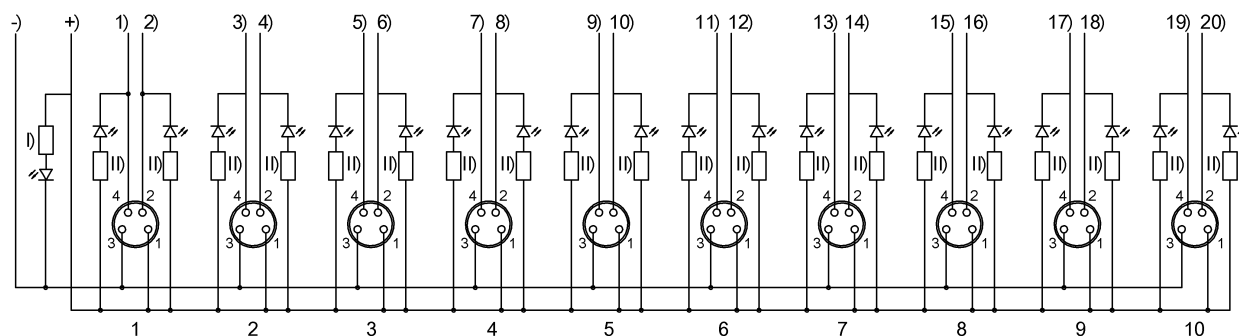 -) +) 1) 2) 3) 4) 5) 6) 7) 8) 9) 10) 11) 12) 13) 14) 15) 16) 17) 18) 19) 20)
I)
II) II) II) II) II) II) II) II) II) II) II) II) II) II) II) II) II) II) II) II)
4 2 4 2 4 2 4 2 4 2 4 2 4 2 4 2 4 2 4 2
3 1 3 1 3 1 3 1 3 1 3 1 3 1 3 1 3 1 3 1
1 2 3 4 5 6 7 8 9 10